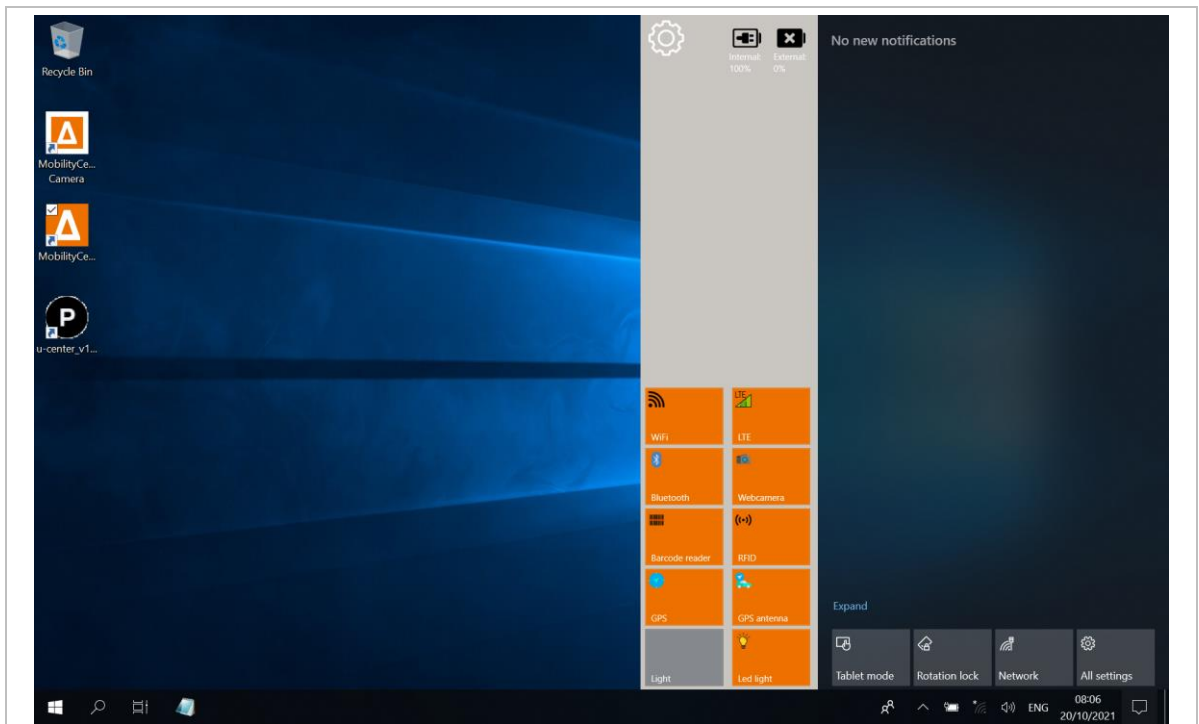 Recycle Bin
MobilityCe...
Camera
MobilityCe...
P
u-center_v1...
Internal:
100%
External:
0%
WiFi
LTE
LTE
Bluetooth
Webcamera
Barcode reader
RFID
GPS
GPS antenna
Light
Led light
No new notifications
Expand
Tablet mode
Rotation lock
Network
All settings
ENG
08:06
20/10/2021